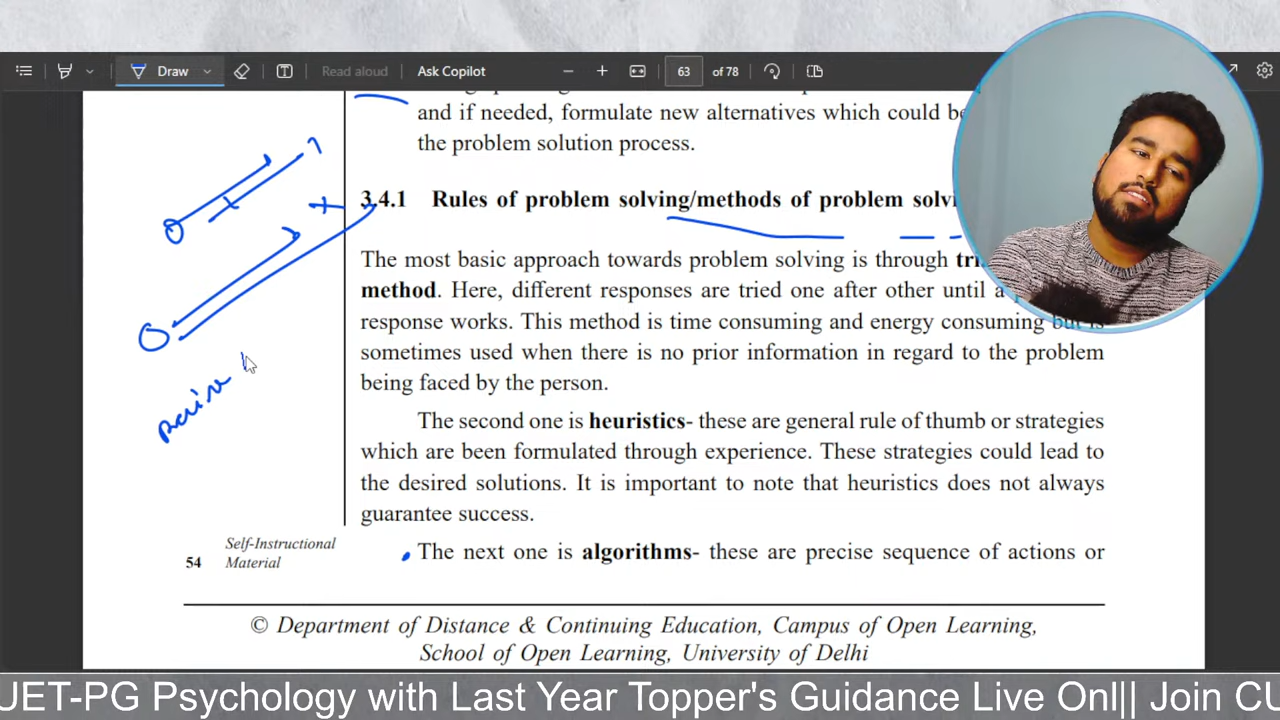 Draw
Read aloud
Ask Copilot
63
of 78
and if needed, formulate new alternatives which could be
the problem solution process.
3.4.1 Rules of problem solving/methods of problem solvi
The most basic approach towards problem solving is through
method. Here, different responses are tried one after other until a
response works. This method is time consuming and energy consuming but is
sometimes used when there is no prior information in regard to the problem
being faced by the person.
The second one is heuristics- these are general rule of thumb or strategies
which are been formulated through experience. These strategies could lead to
the desired solutions. It is important to note that heuristics does not always
guarantee success.
The next one is algorithms- these are precise sequence of actions or
Self-Instructional
54 Material
© Department of Distance & Continuing Education, Campus of Open Learning,
School of Open Learning, University of Delhi
JET-PG Psychology with Last Year Topper's Guidance Live Onl|| Join CU